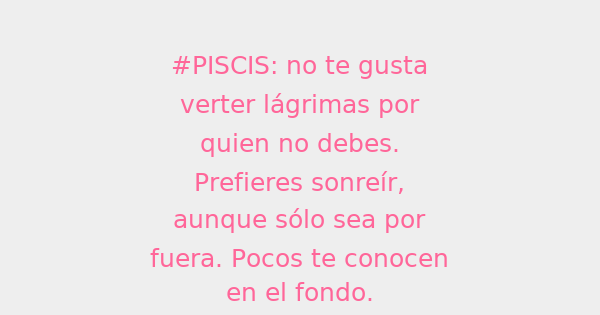 #PISCIS: no te gusta
verter lágrimas por
quien no debes.
Prefieres sonreír,
aunque sólo sea por
fuera. Pocos te conocen
en el fondo.